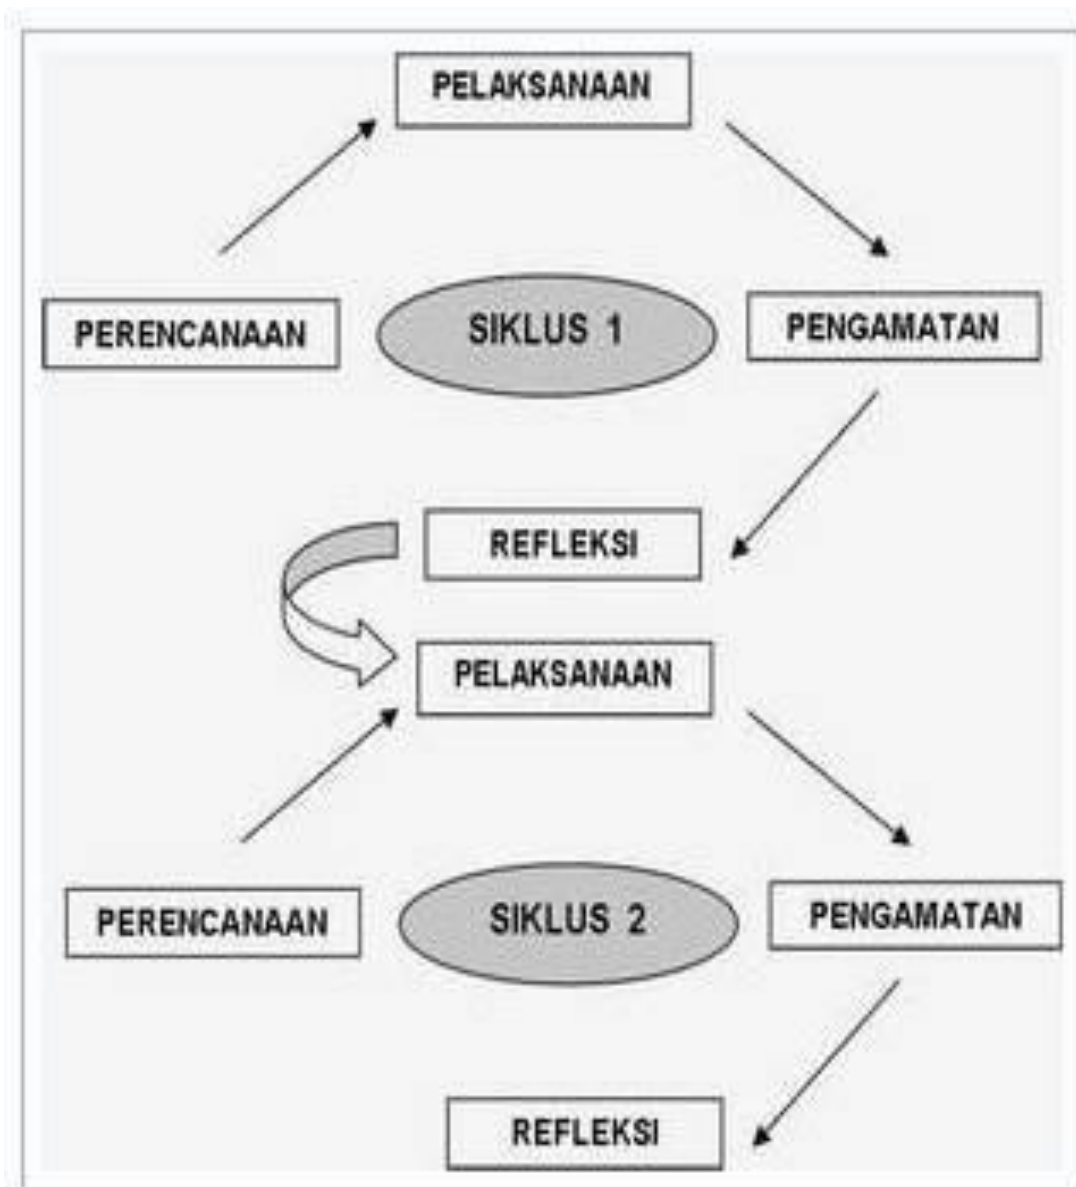 PELAKSANAAN
PERENCANAAN
SIKLUS 1
PENGAMATAN
REFLEKSI
PELAKSANAAN
PERENCANAAN
SIKLUS 2
PENGAMATAN
REFLEKSI